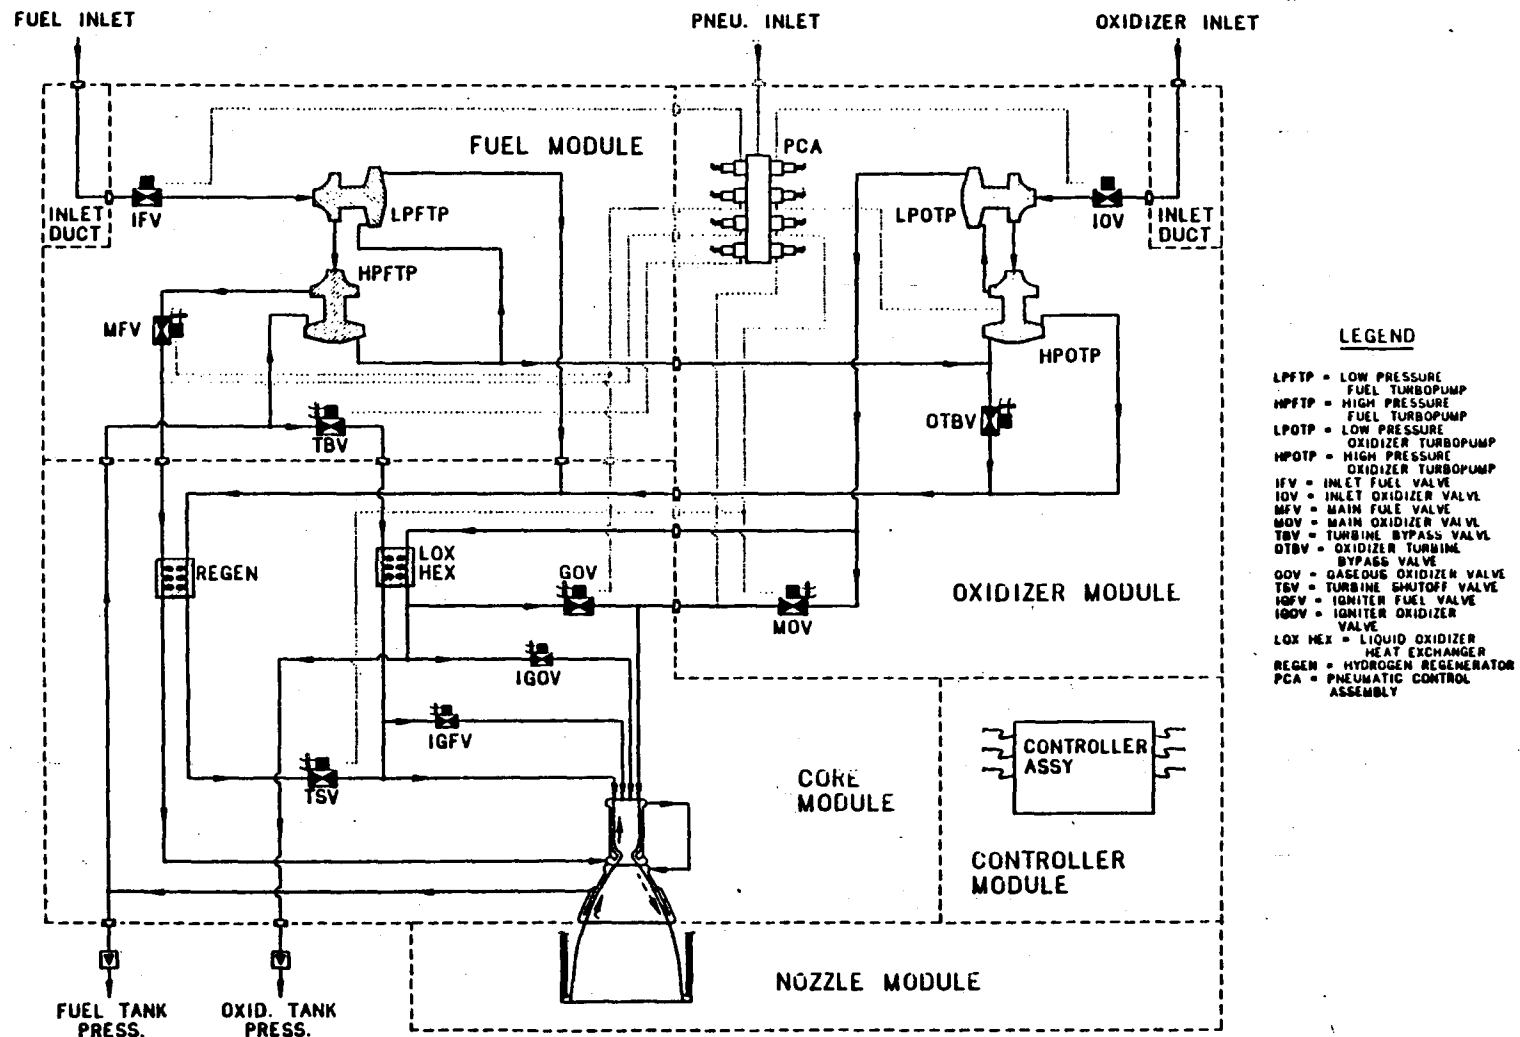 FUEL INLET
PNEU. INLET
OXIDIZER INLET
FUEL MODULE
PCA
INLET
DUCT
IFV
LPFTP
LPOTP
IOV
INLET
DUCT
HPFTP
MFV
HPOTP
TBV
OTBV
LEGEND
LPFTP = LOW PRESSURE
FUEL TURBOPUMP
HPFTP = HIGH PRESSURE
FUEL TURBOPUMP
LPOTP = LOW PRESSURE
OXIDIZER TURBOPUMP
HPOTP = HIGH PRESSURE
OXIDIZER TURBOPUMP
IFV = INLET FUEL VALVE
IOV = INLET OXIDIZER VALVE
MFV = MAIN FULE VALVE
MOV = MAIN OXIDIZER VALVE
TBV = TURBINE BYPASS VALVE
OTBV = OXIDIZER TURBINE
BYPASS VALVE
GOV = GASEOUS OXIDIZER VALVE
TSV = TURBINE SHUTOFF VALVE
IGFV = IGNITER FUEL VALVE
IGOV = IGNITER OXIDIZER
VALVE
LOX HEX = LIQUID OXIDIZER
HEAT EXCHANGER
REGEN = HYDROGEN REGENERATOR
PCA = PNEUMATIC CONTROL
ASSEMBLY
REGEN
LOX
HEX
GOV
MOV
OXIDIZER MODULE
IGOV
IGFV
TSV
CORE
MODULE
CONTROLLER
ASSY
CONTROLLER
MODULE
NOZZLE MODULE
FUEL TANK
PRESS.
OXID. TANK
PRESS.